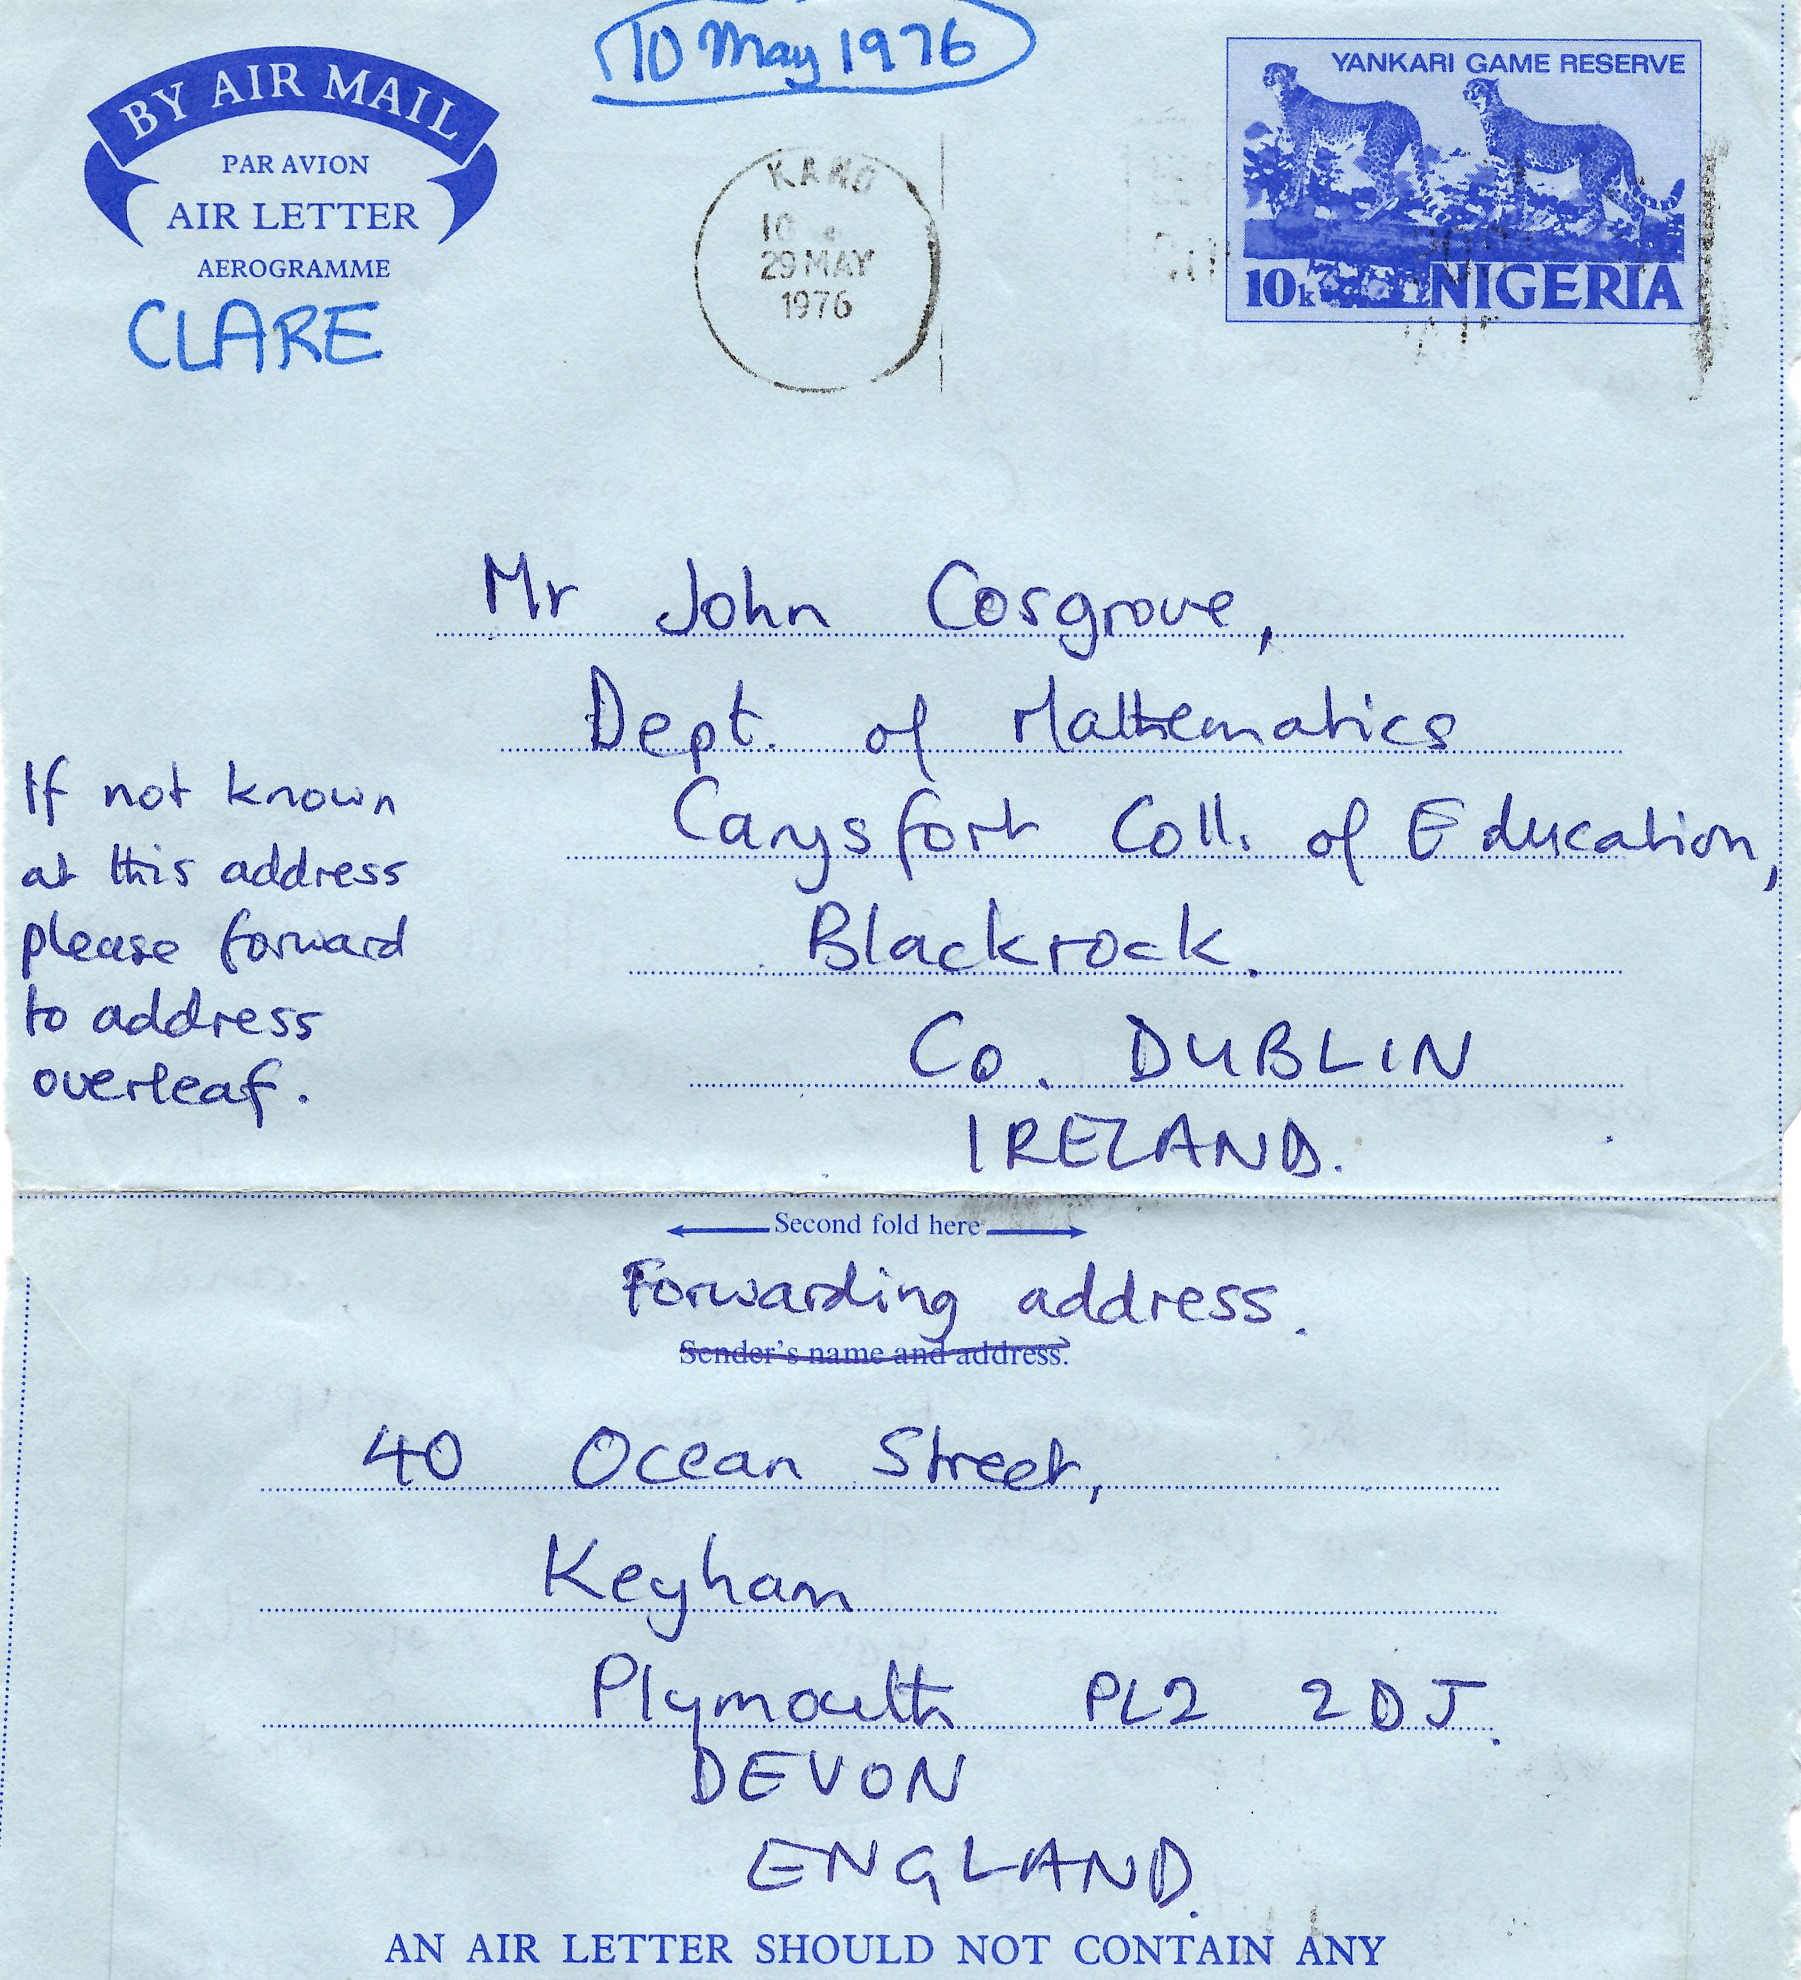 10 May 1976
BY AIR MAIL
PAR AVION
AIR LETTER
AEROGRAMME
CLARE
KANO
10
29 MAY
1976
YANKARI GAME RESERVE
10k NIGERIA
Mr John Cosgrove,
Dept. of Mathematics
Carysfort Coll. of Education,
Blackrock.
Co. DUBLIN
IRELAND.
If not known
at this address
please forward
to address
overleaf.
Second fold here
Forwarding address.
Sender's name and address.
40 Ocean Street,
Keyham
Plymouth PL2 2DJ.
DEVON
ENGLAND.
AN AIR LETTER SHOULD NOT CONTAIN ANY